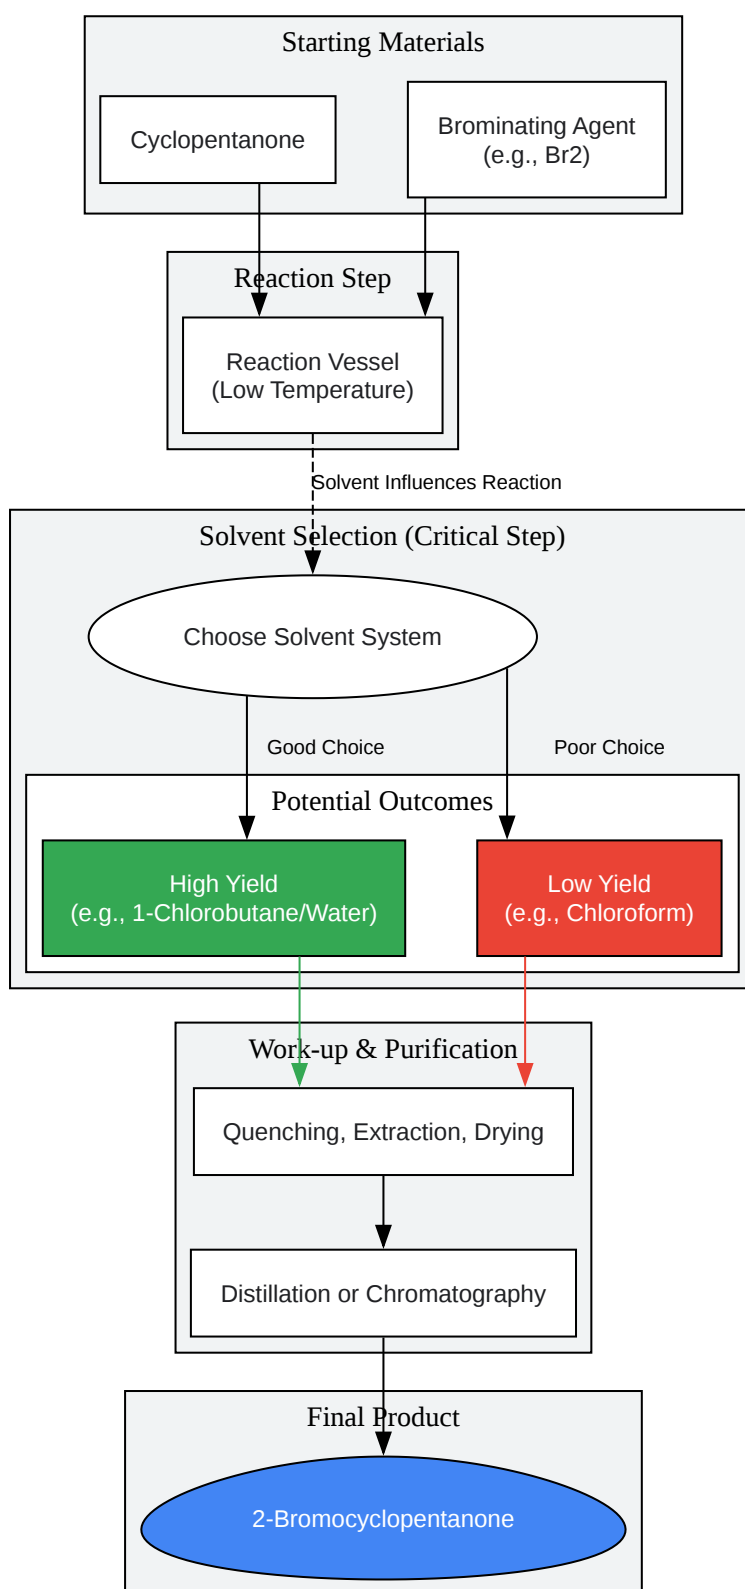 Starting Materials
Cyclopentanone
Brominating Agent
(e.g., Br2)
Reaction Step
Reaction Vessel
(Low Temperature)
Solvent Influences Reaction
Solvent Selection (Critical Step)
Choose Solvent System
Good Choice
Poor Choice
Potential Outcomes
High Yield
(e.g., 1-Chlorobutane/Water)
Low Yield
(e.g., Chloroform)
Work-up & Purification
Quenching, Extraction, Drying
Distillation or Chromatography
Final Product
2-Bromocyclopentanone